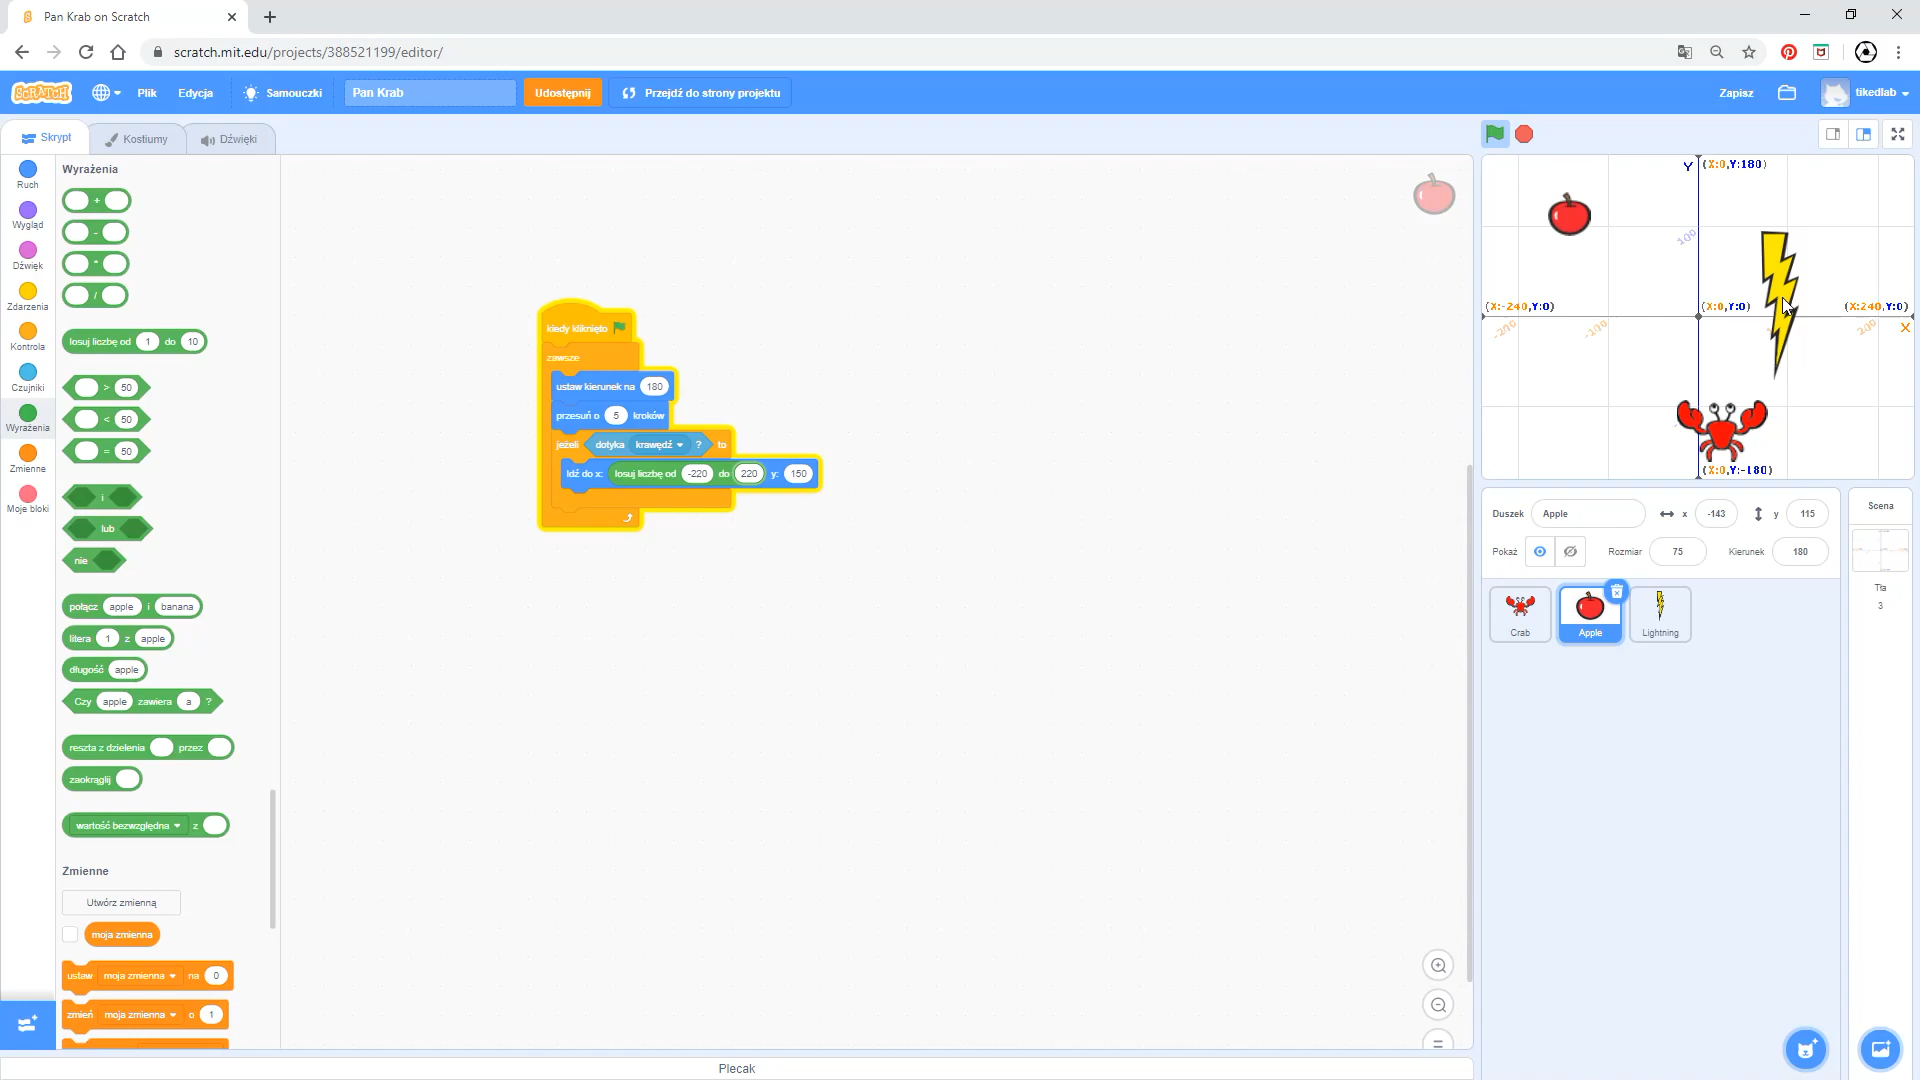 Pan Krab on Scratch
scratch.mit.edu/projects/388521199/editor/
SCRATCH Plik Edycja Samouczki Pan Krab Udostępnij Przejdź do strony projektu Zapisz tikedlab
Skrypt Kostiumy Dźwięki
Ruch
Wygląd
Dźwięk
Zdarzenia
Kontrola
Czujniki
Wyrażenia
Zmienne
Moje bloki
Wyrażenia
+
-
*
/
losuj liczbę od 1 do 10
> 50
< 50
= 50
i
lub
nie
połącz apple i banana
litera 1 z apple
długość apple
Czy apple zawiera a ?
reszta z dzielenia przez
zaokrąglij
wartość bezwzględna z
Zmienne
Utwórz zmienną
moja zmienna
ustaw moja zmienna na 0
zmień moja zmienna o 1
kiedy kliknięto
zawsze
ustaw kierunek na 180
przesuń o 5 kroków
jeżeli dotyka krawędź ? to
Idź do x: losuj liczbę od -220 do 220 y: 150
Y (X:0,Y:180)
100
(X:-240,Y:0) (X:0,Y:0) (X:240,Y:0)
-200 -100 200 X
(X:0,Y:-180)
Duszek Apple x -143 y 115
Pokaż Rozmiar 75 Kierunek 180
Crab Apple Lightning
Scena
Tła
3
Plecak